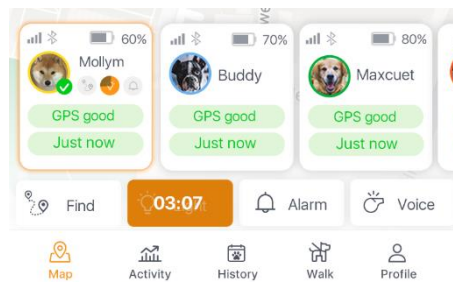 60%
Mollym
GPS good
Just now
70%
Buddy
GPS good
Just now
80%
Maxcuet
GPS good
Just now
Find
03:07
Alarm
Voice
Map
Activity
History
Walk
Profile